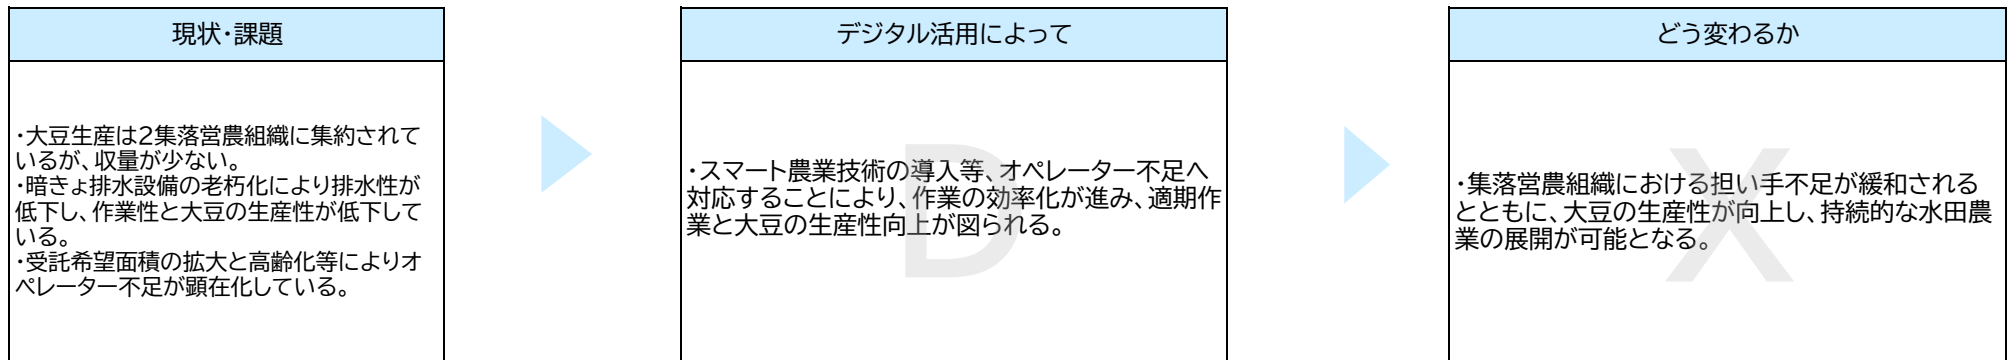 現状・課題
・大豆生産は2集落営農組織に集約されて
いるが、収量が少ない。
・暗きょ排水設備の老朽化により排水性が
低下し、作業性と大豆の生産性が低下して
いる。
・受託希望面積の拡大と高齢化等によりオ
ペレーター不足が顕在化している。
デジタル活用によって
・スマート農業技術の導入等、オペレーター不足へ
対応することにより、作業の効率化が進み、適期作
業と大豆の生産性向上が図られる。
D
どう変わるか
・集落営農組織における担い手不足が緩和される
とともに、大豆の生産性が向上し、持続的な水田農
業の展開が可能となる。
X